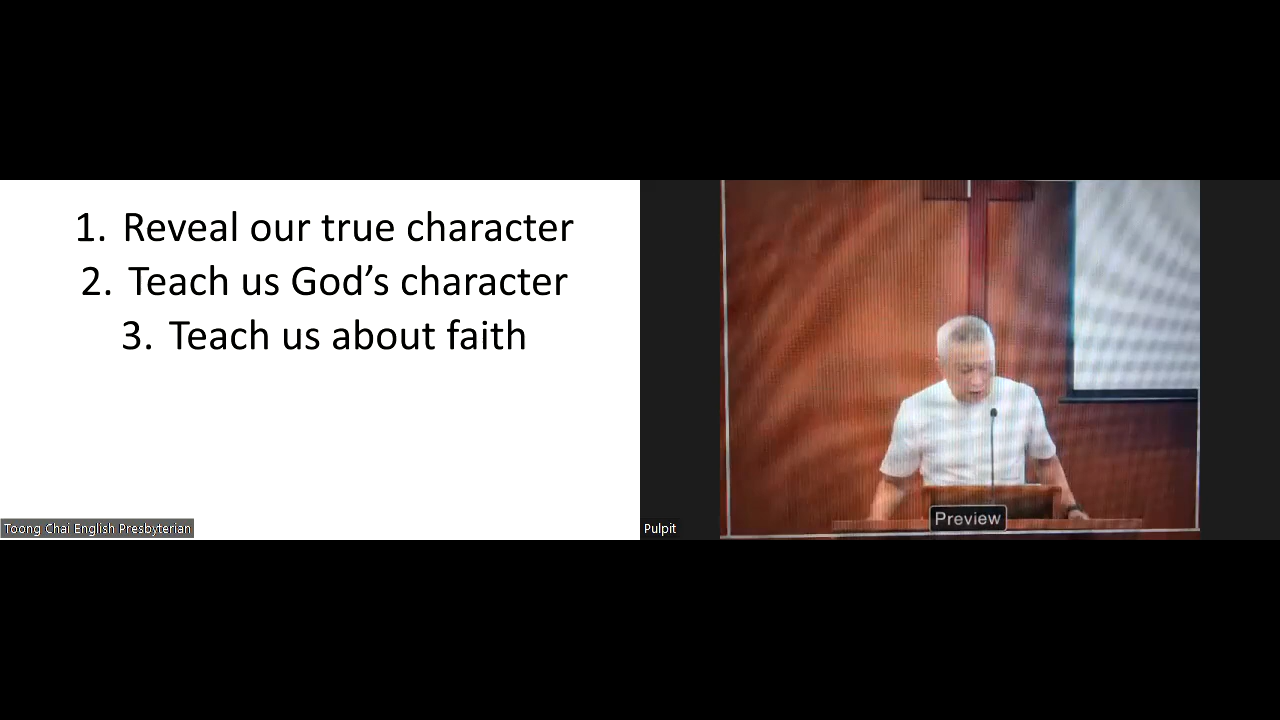 1. Reveal our true character
2. Teach us God’s character
3. Teach us about faith
Toong Chai English Presbyterian
Pulpit
Preview